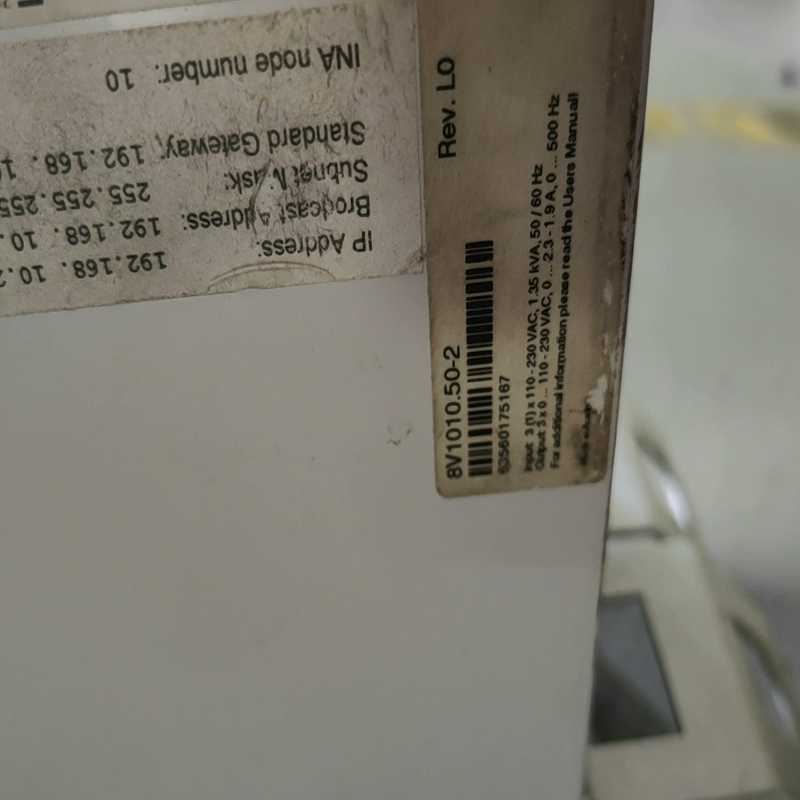 INA node number: 10
Standard Gateway: 192.168. 1
Subnet Mask: 255.255.255
Brodcast Address: 192.168. 10.
IP Address: 192.168. 10.2
8V1010.50-2 Rev. L0
63560175167
Input: 3 (1) x 110 - 230 VAC, 1.35 kVA, 50 / 60 Hz
Output: 3 x 0 ... 110 - 230 VAC, 0 ... 2.3 - 1.9 A, 0 ... 500 Hz
For additional information please read the Users Manual!